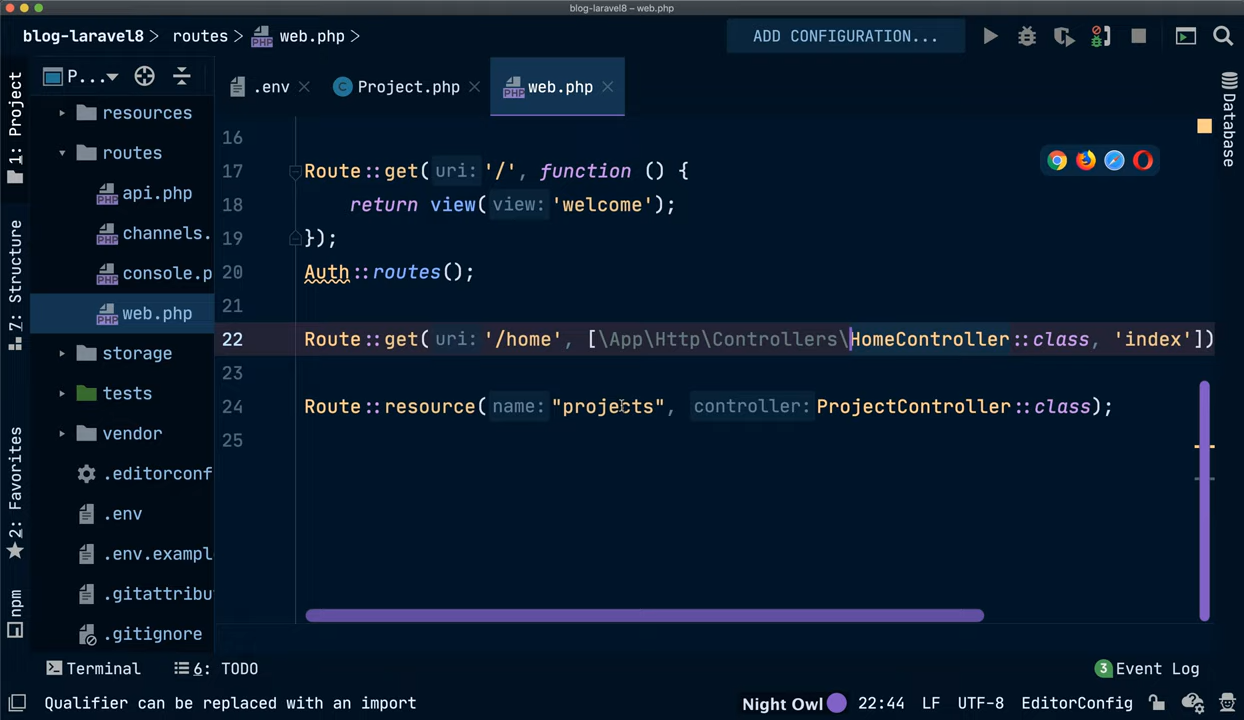 blog-laravel8 – web.php
blog-laravel8 > routes > web.php >
ADD CONFIGURATION...
1: Project
P...
.env
Project.php
web.php
Database
resources
routes
api.php
channels.
console.p
web.php
storage
tests
vendor
.editorconf
.env
.env.exampl
.gitattribu
.gitignore
7: Structure
2: Favorites
npm
16
17 Route::get( uri: '/', function () {
18 return view( view: 'welcome');
19 });
20 Auth::routes();
21
22 Route::get( uri: '/home', [\App\Http\Controllers\HomeController::class, 'index'])
23
24 Route::resource( name: "projects", controller: ProjectController::class);
25
Terminal 6: TODO 3 Event Log
Qualifier can be replaced with an import Night Owl 22:44 LF UTF-8 EditorConfig